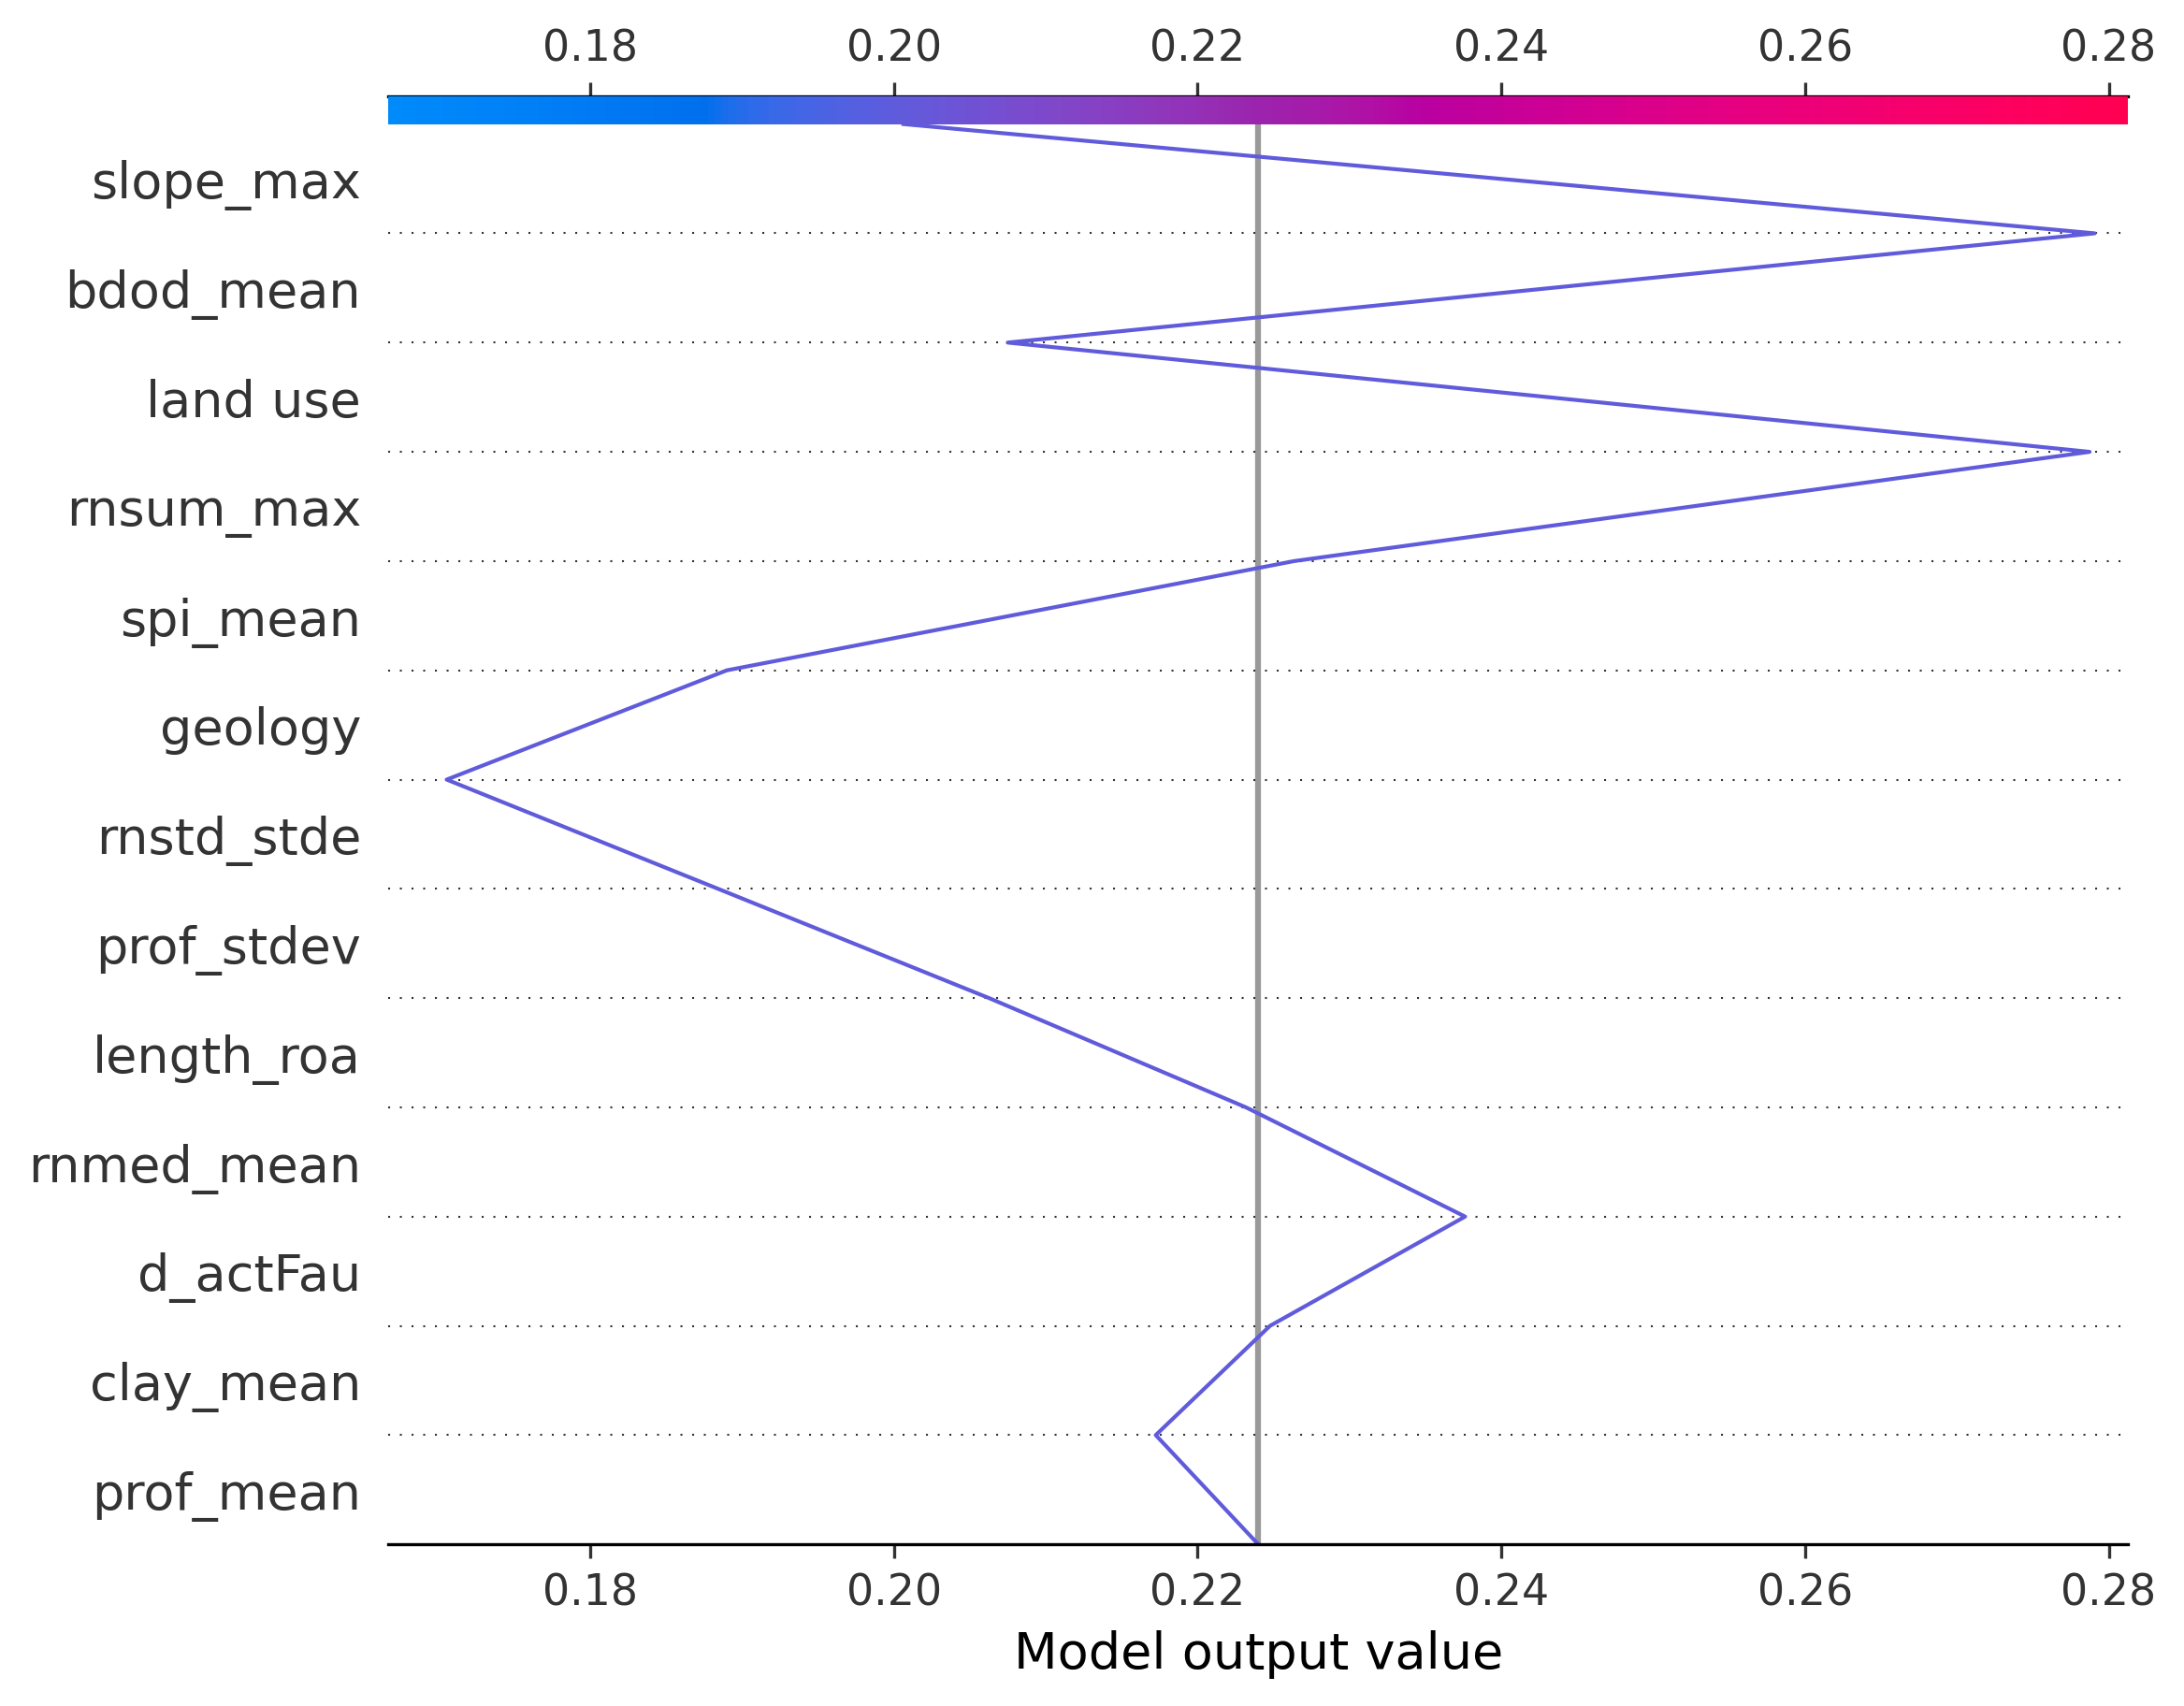 0.18 0.20 0.22 0.24 0.26 0.28
slope_max
bdod_mean
land use
rnsum_max
spi_mean
geology
rnstd_stde
prof_stdev
length_roa
rnmed_mean
d_actFau
clay_mean
prof_mean
0.18 0.20 0.22 0.24 0.26 0.28
Model output value